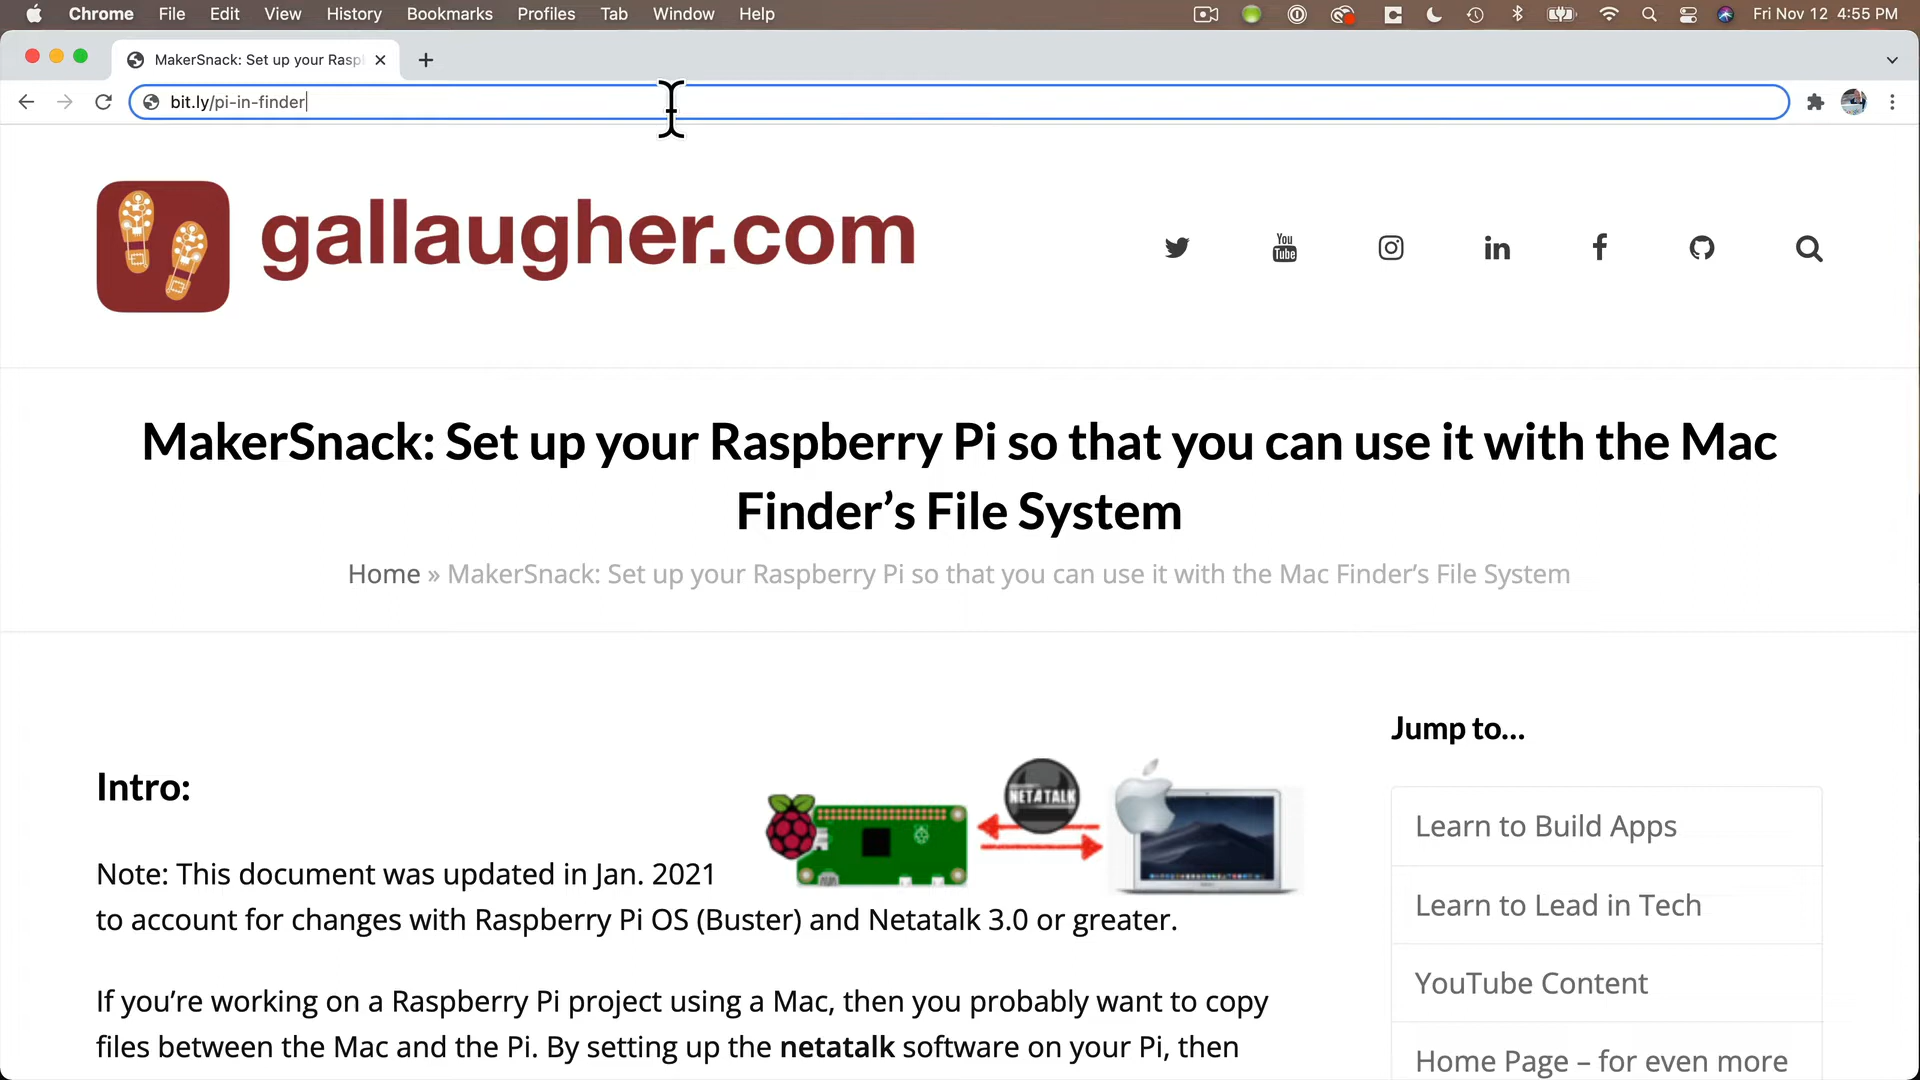 Chrome File Edit View History Bookmarks Profiles Tab Window Help Fri Nov 12 4:55 PM
MakerSnack: Set up your Rasp
bit.ly/pi-in-finder
gallaugher.com
You
Tube
in
f
MakerSnack: Set up your Raspberry Pi so that you can use it with the Mac
Finder’s File System
Home » MakerSnack: Set up your Raspberry Pi so that you can use it with the Mac Finder’s File System
Jump to...
Intro:
NETATALK
Learn to Build Apps
Note: This document was updated in Jan. 2021
to account for changes with Raspberry Pi OS (Buster) and Netatalk 3.0 or greater.
Learn to Lead in Tech
YouTube Content
If you’re working on a Raspberry Pi project using a Mac, then you probably want to copy
files between the Mac and the Pi. By setting up the netatalk software on your Pi, then
Home Page – for even more